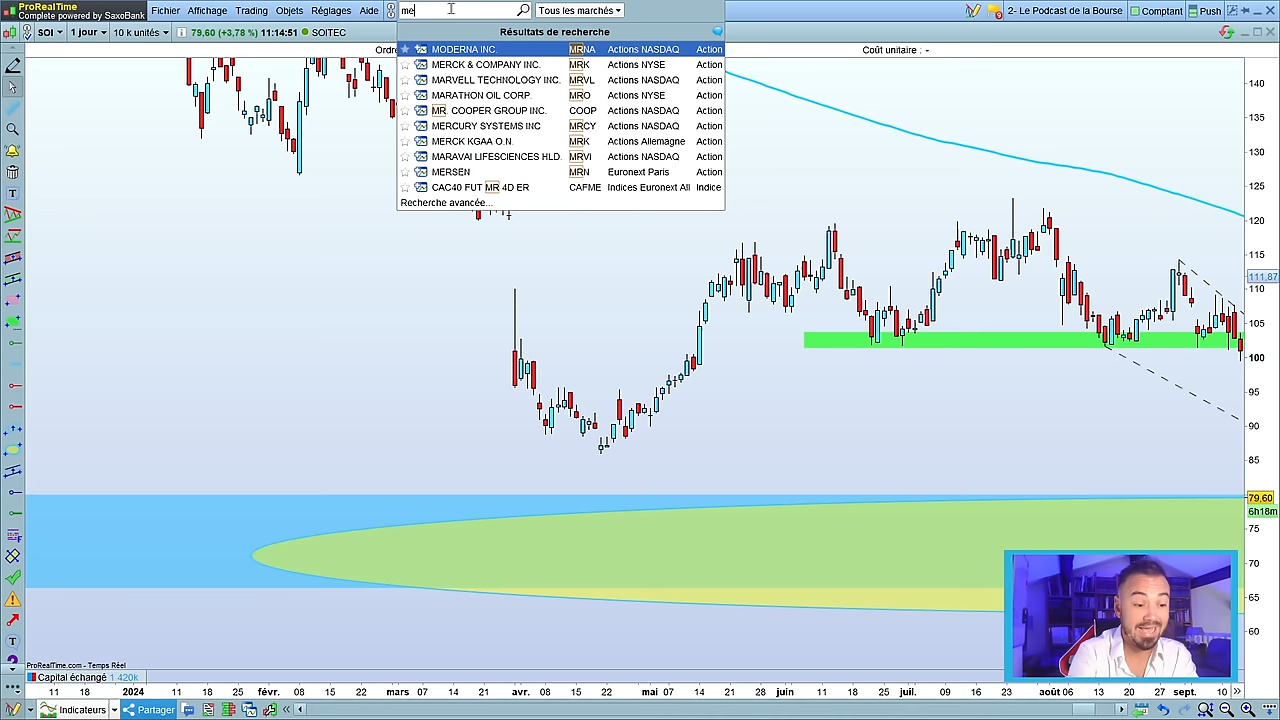 ProRealTime
Complete powered by SaxoBank
Fichier Affichage Trading Objets Réglages Aide
me
Tous les marchés
2- Le Podcast de la Bourse
Comptant
Push
SOI
1 jour
10 k unités
79,60 (+3,78 %) 11:14:51
SOITEC
Ordre
Coût unitaire : -
Résultats de recherche
MODERNA INC. MRNA Actions NASDAQ Action
MERCK & COMPANY INC. MRK Actions NYSE Action
MARVELL TECHNOLOGY INC. MRVL Actions NASDAQ Action
MARATHON OIL CORP. MRO Actions NYSE Action
MR. COOPER GROUP INC. COOP Actions NASDAQ Action
MERCURY SYSTEMS INC MRCY Actions NASDAQ Action
MERCK KGAA O.N. MRK Actions Allemagne Action
MARAVAI LIFESCIENCES HLD. MRVI Actions NASDAQ Action
MERSEN MRN Euronext Paris Action
CAC40 FUT MR 4D ER CAFME Indices Euronext All Indice
Recherche avancée...
140
135
130
125
120
115
111,87
110
105
100
95
90
85
79,60
6h18m
75
70
65
60
ProRealTime.com - Temps Réel
Capital échangé 1 420k
11 18 2024 11 18 25 févr. 08 15 22 mars 07 14 21 avr. 08 15 22 mai 07 14 21 28 juin 11 18 25 juil. 09 16 23 août 06 13 20 27 sept. 10
Indicateurs
Partager